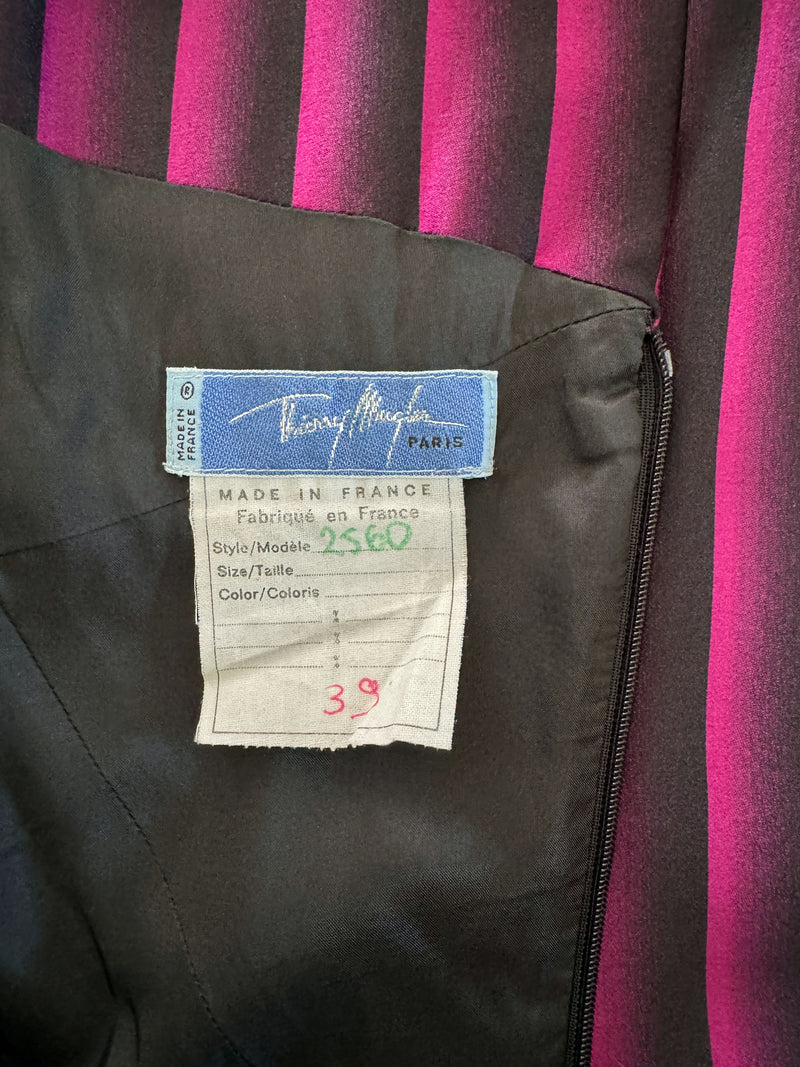 MADE IN
FRANCE
®
Thierry Mugler
PARIS
MADE IN FRANCE
Fabriqué en France
Style/Modèle 2560
Size/Taille
Color/Coloris
39